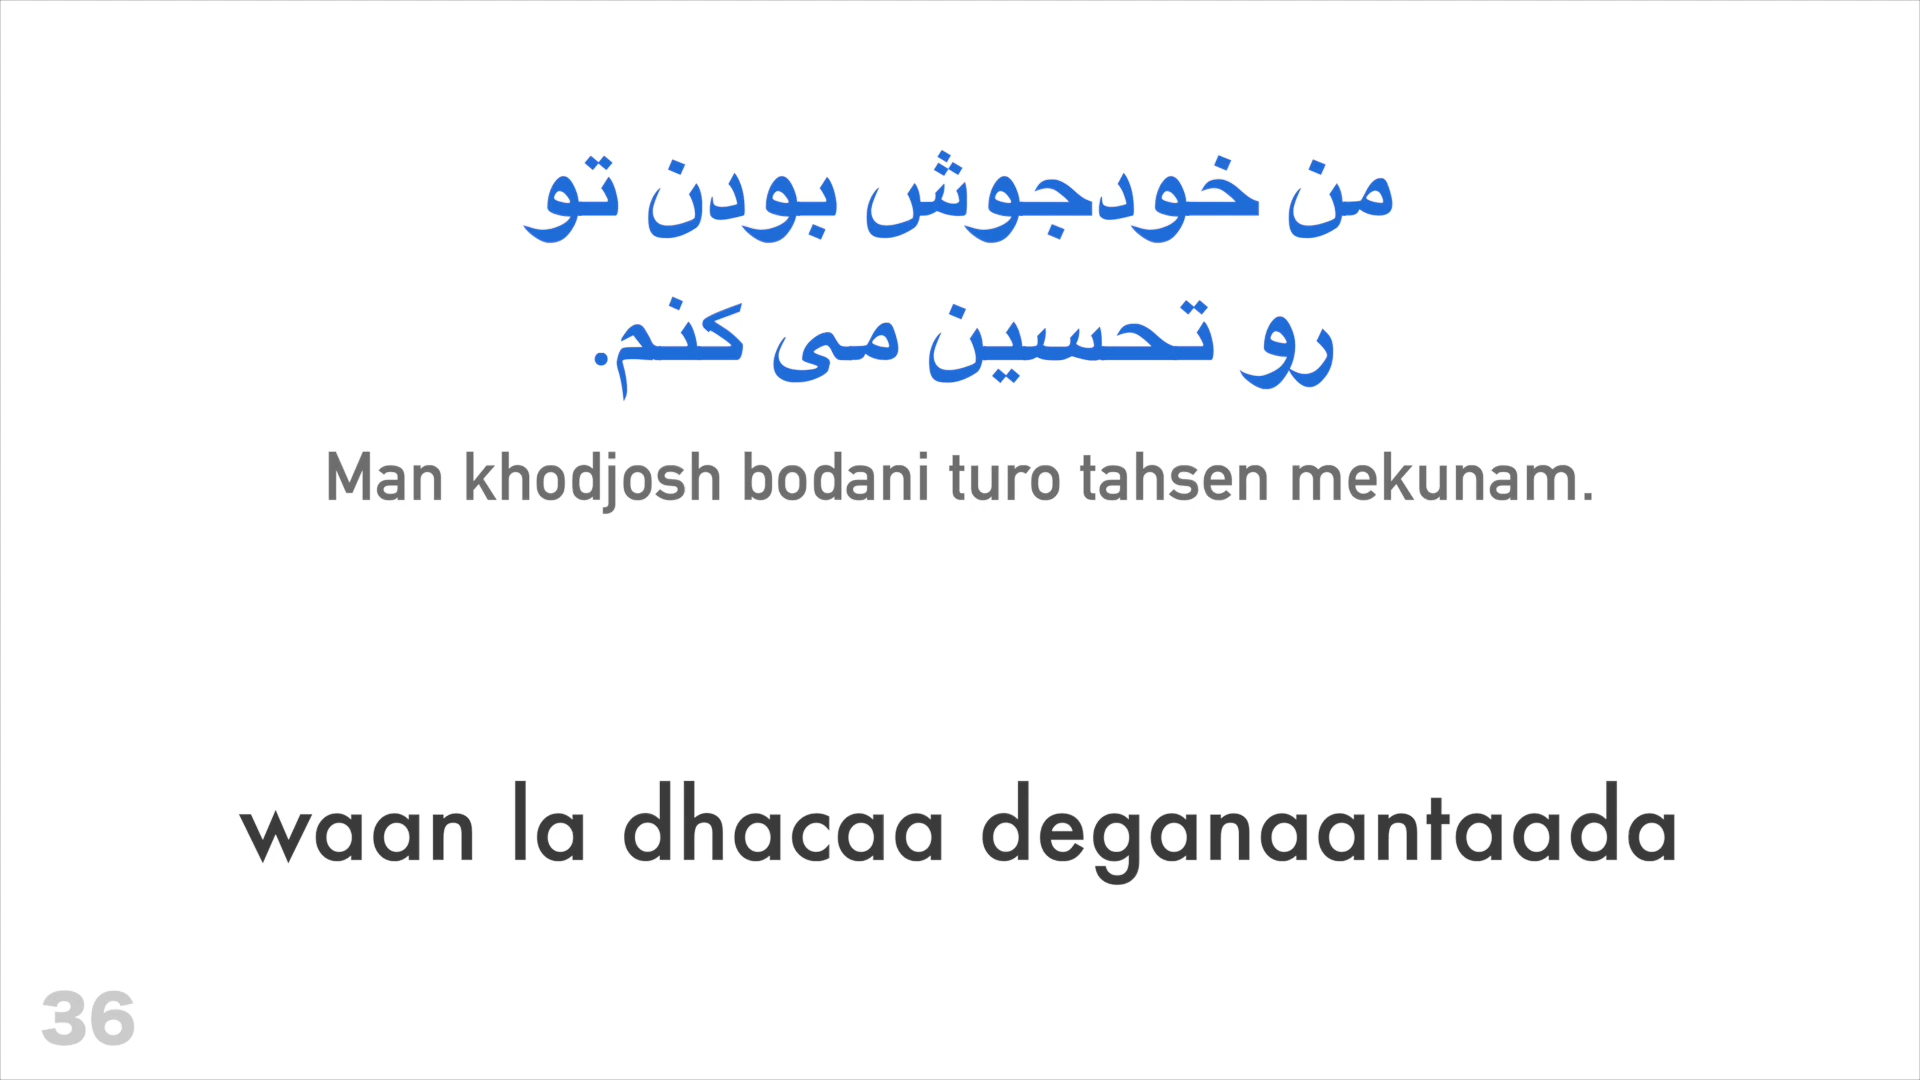 من خودجوش بودن تو
رو تحسین می کنم.
Man khodjosh bodani turo tahsen mekunam.
waan la dhacaa deganaantaada
36